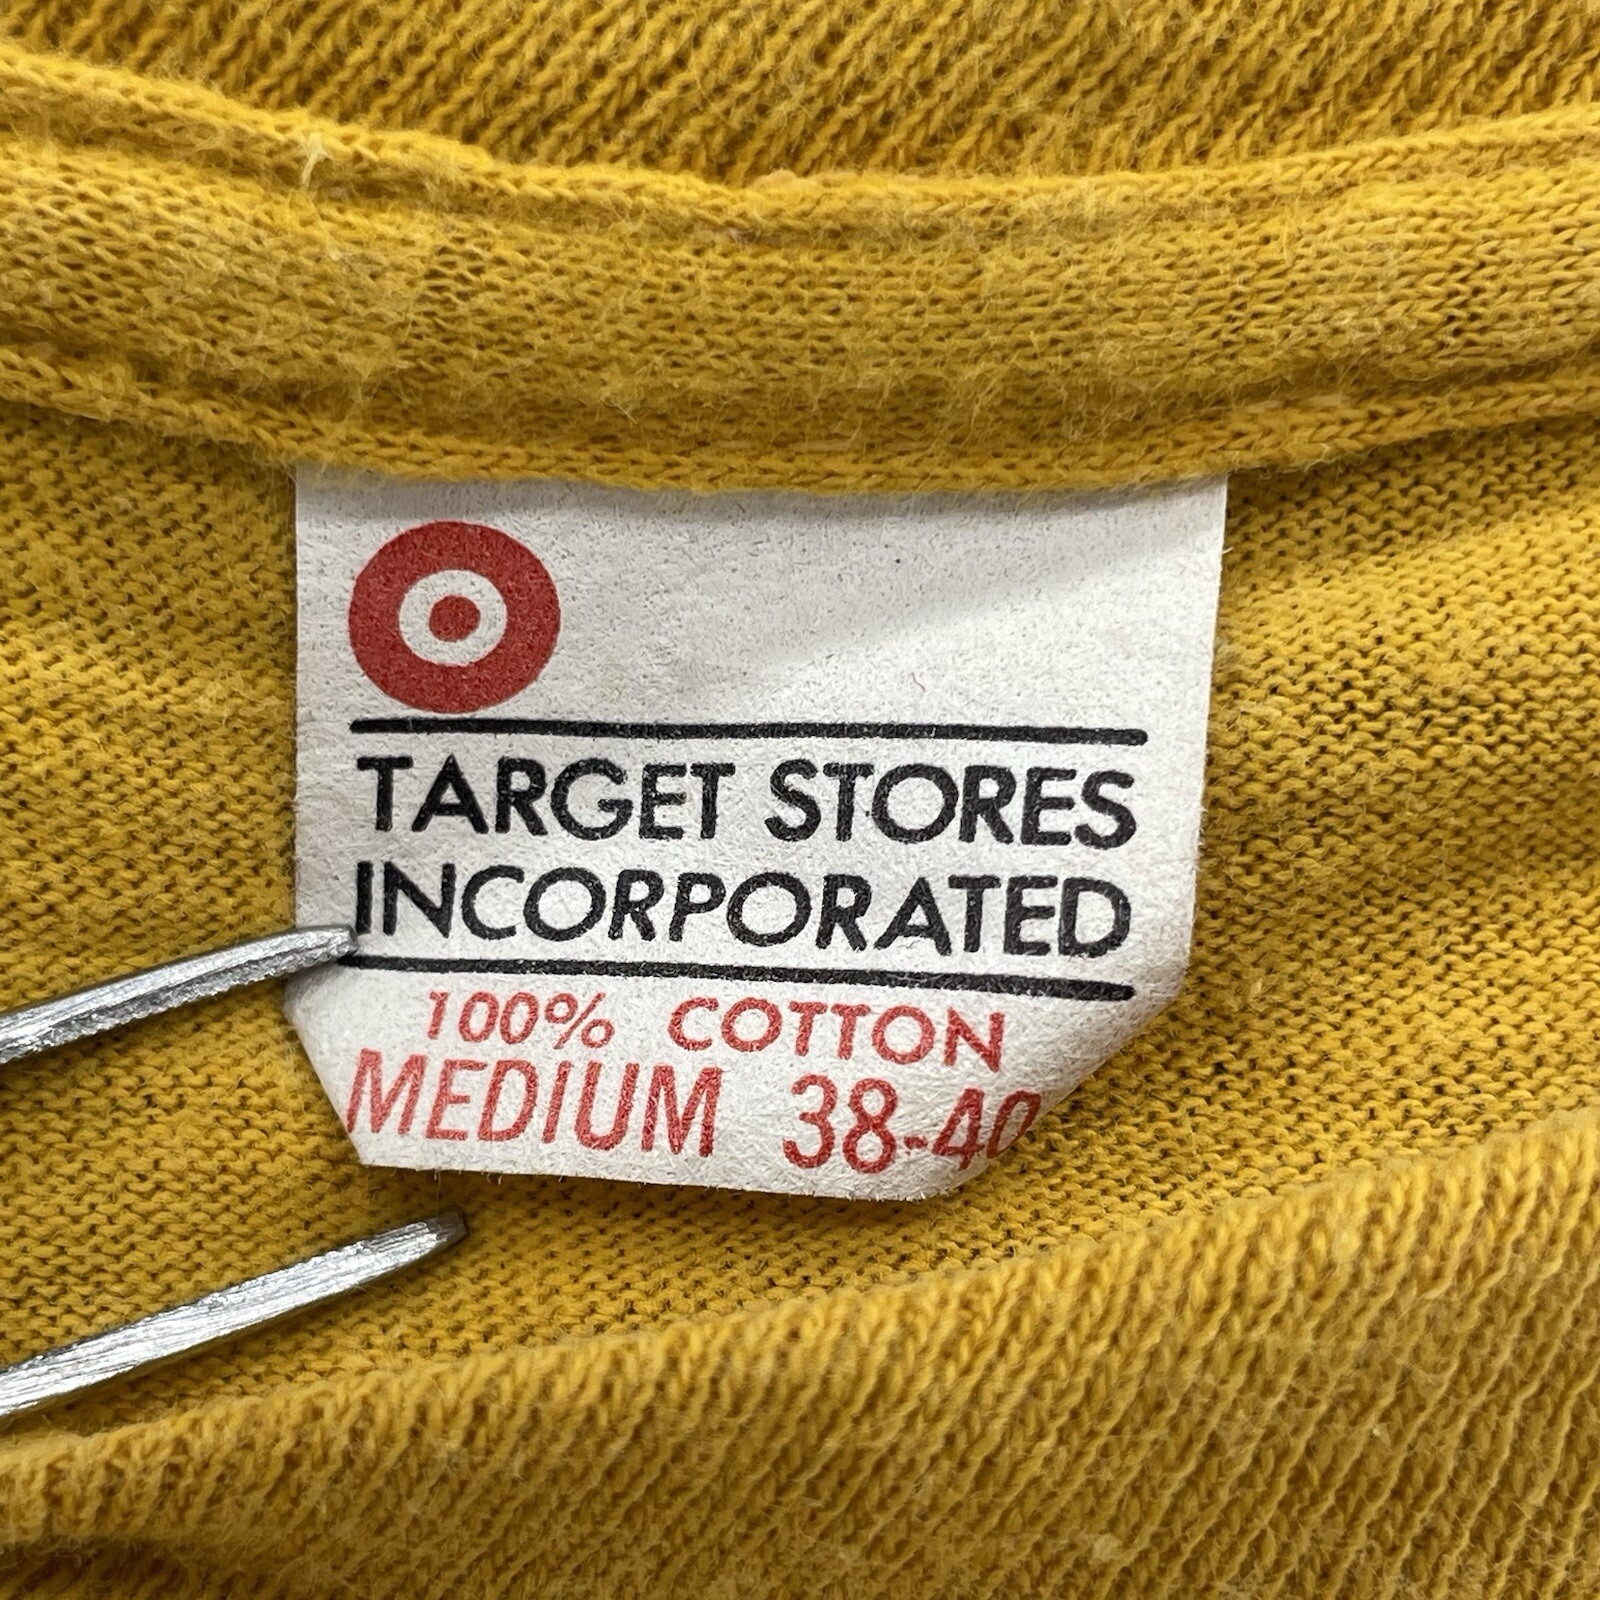 TARGET STORES
INCORPORATED
100% COTTON
MEDIUM 38-40